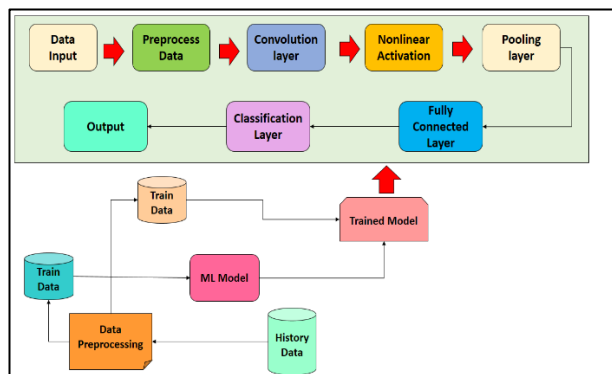 Data
Input
Preprocess
Data
Convolution
layer
Nonlinear
Activation
Pooling
layer
Output
Classification
Layer
Fully
Connected
Layer
Train
Data
Trained Model
Train
Data
ML Model
Data
Preprocessing
History
Data